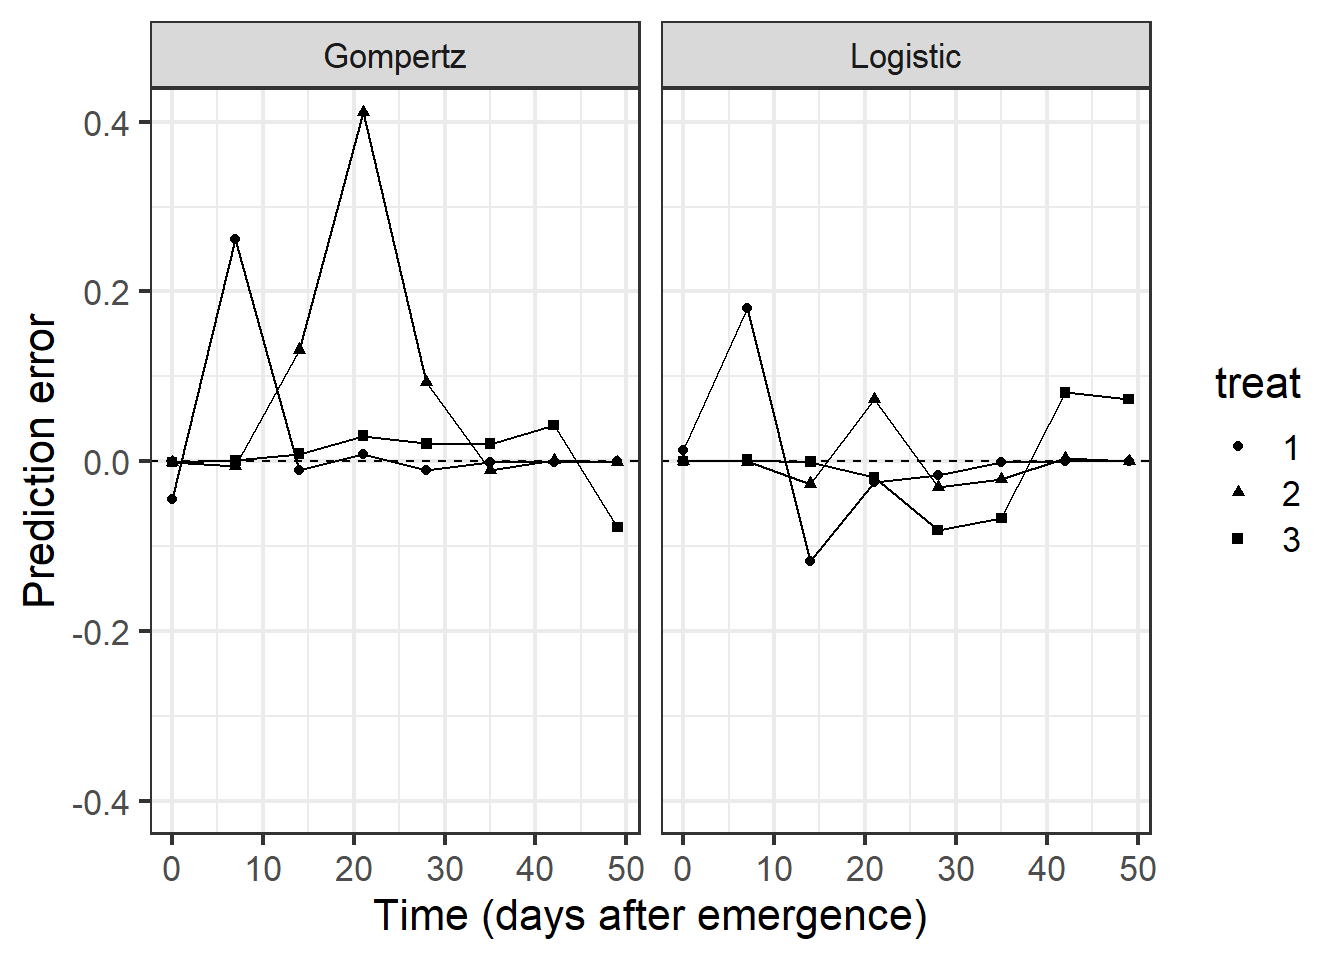 Gompertz Logistic
0.4
0.2
0.0
-0.2
-0.4
Prediction error
0 10 20 30 40 50 0 10 20 30 40 50
Time (days after emergence)
treat
1
2
3